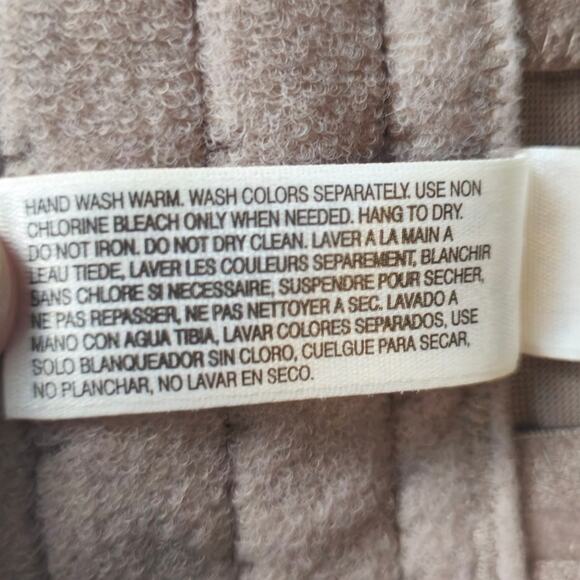 HAND WASH WARM. WASH COLORS SEPARATELY. USE NON
CHLORINE BLEACH ONLY WHEN NEEDED. HANG TO DRY.
DO NOT IRON. DO NOT DRY CLEAN. LAVER A LA MAIN A
LEAU TIEDE, LAVER LES COULEURS SEPAREMENT, BLANCHIR
SANS CHLORE SI NECESSAIRE, SUSPENDRE POUR SECHER,
NE PAS REPASSER, NE PAS NETTOYER A SEC. LAVADO A
MANO CON AGUA TIBIA, LAVAR COLORES SEPARADOS, USE
SOLO BLANQUEADOR SIN CLORO, CUELGUE PARA SECAR,
NO PLANCHAR, NO LAVAR EN SECO.